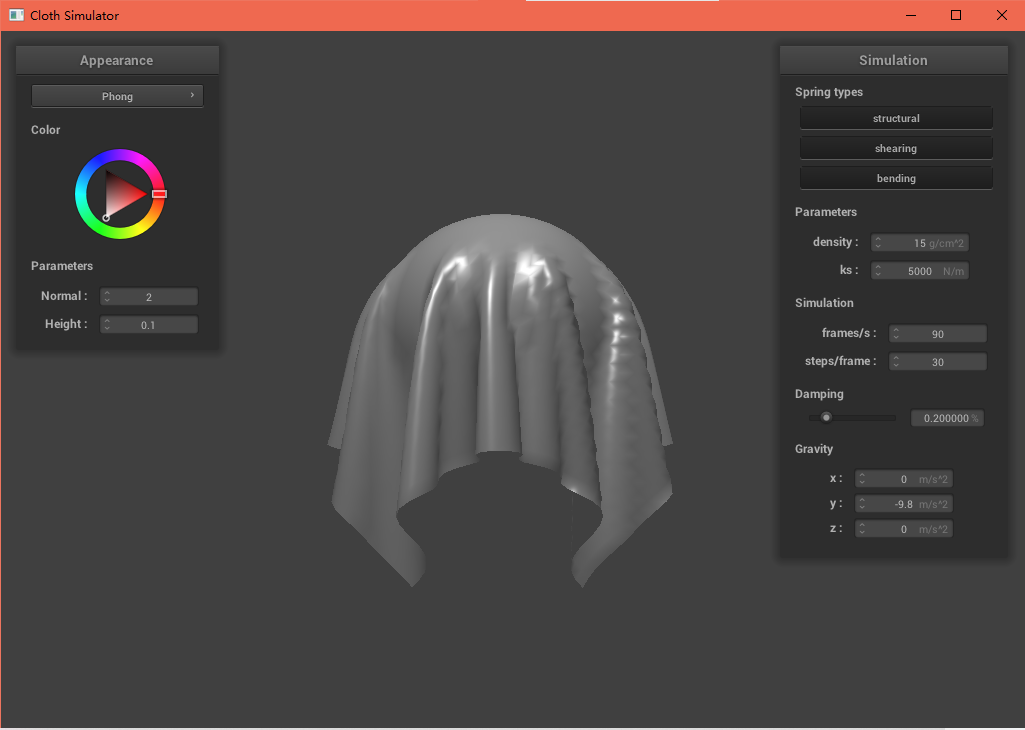 Cloth Simulator
Appearance
Phong
Color
Parameters
Normal : 2
Height : 0.1
Simulation
Spring types
structural
shearing
bending
Parameters
density : 15 g/cm^2
ks : 5000 N/m
Simulation
frames/s : 90
steps/frame : 30
Damping
0.200000 %
Gravity
x : 0 m/s^2
y : -9.8 m/s^2
z : 0 m/s^2